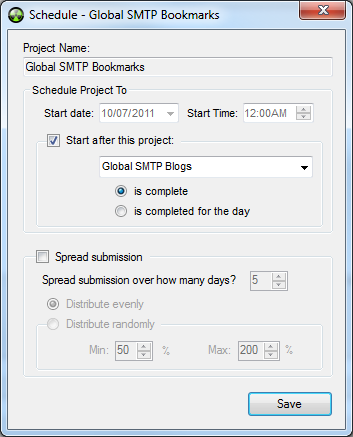 Schedule - Global SMTP Bookmarks
Project Name:
Global SMTP Bookmarks
Schedule Project To
Start date: 10/07/2011 Start Time: 12:00AM
Start after this project:
Global SMTP Blogs
is complete
is completed for the day
Spread submission
Spread submission over how many days? 5
Distribute evenly
Distribute randomly
Min: 50 % Max: 200 %
Save